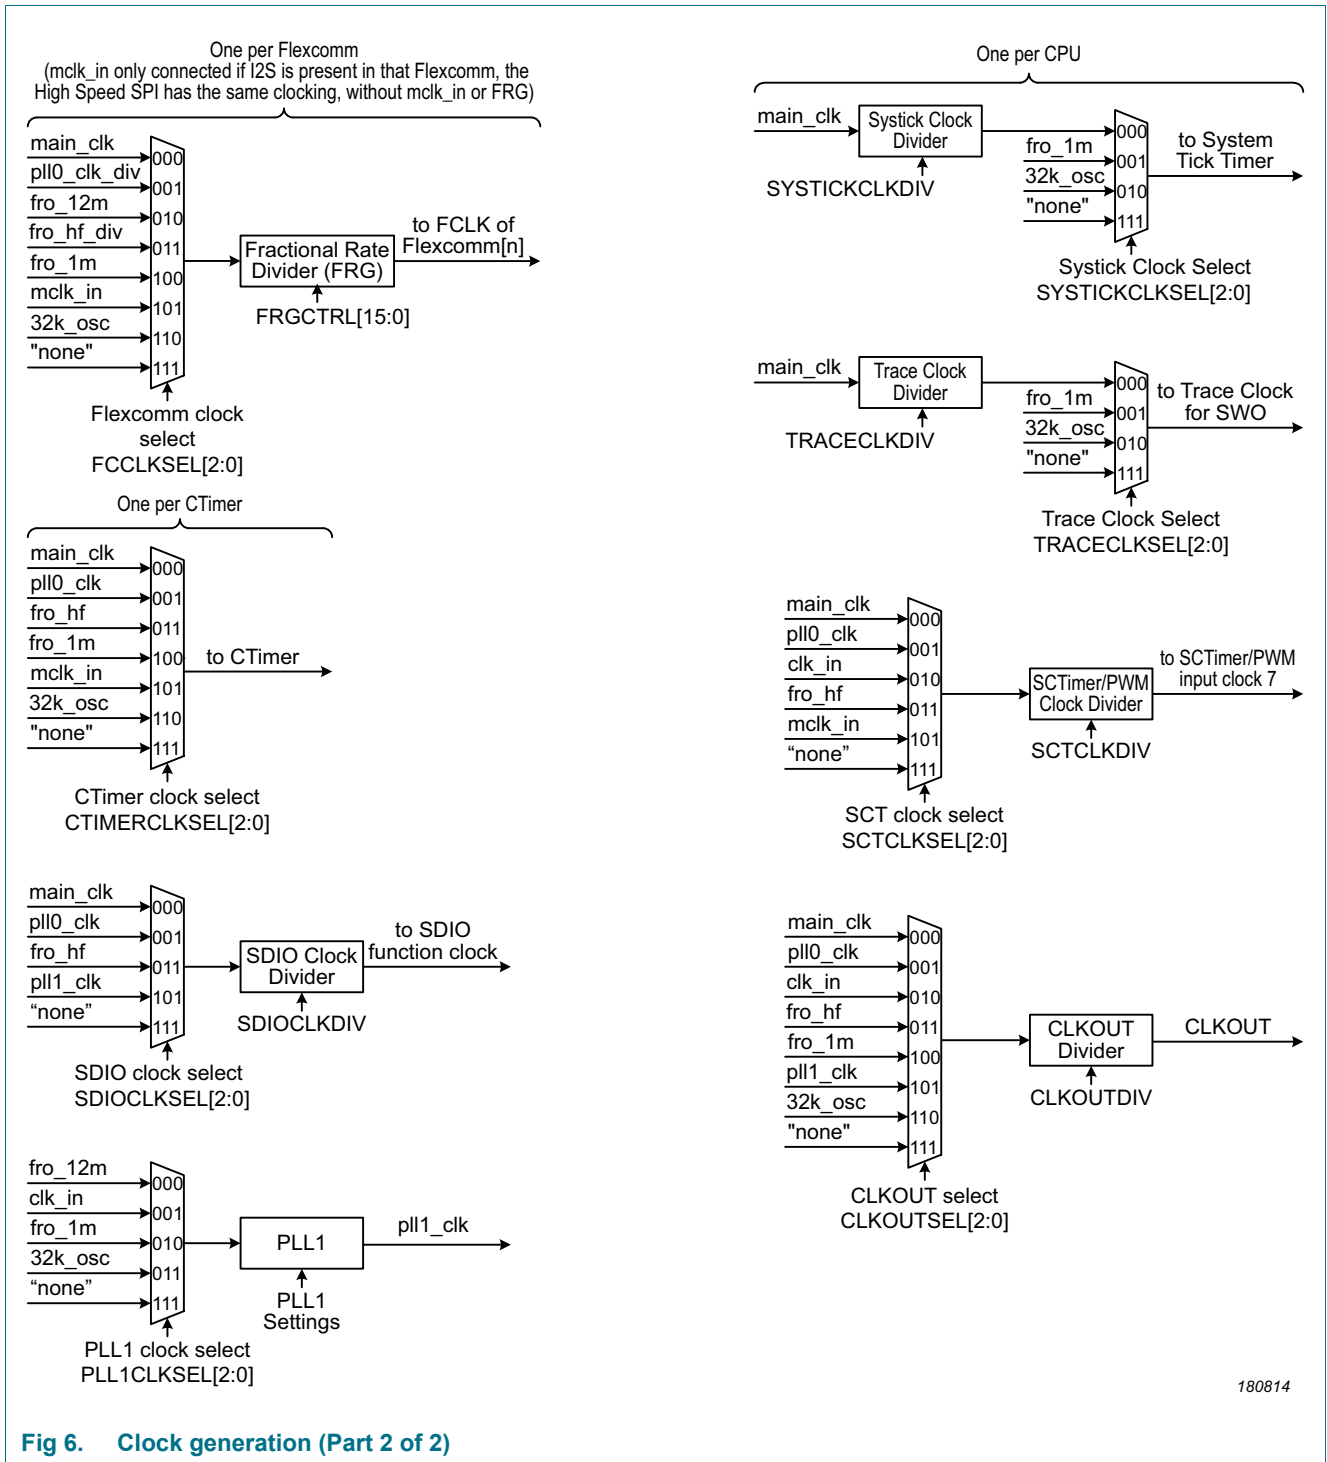 One per Flexcomm
(mclk_in only connected if I2S is present in that Flexcomm, the
High Speed SPI has the same clocking, without mclk_in or FRG)
main_clk
000
pll0_clk_div
001
fro_12m
010
fro_hf_div
011
fro_1m
100
mclk_in
101
32k_osc
110
"none"
111
Fractional Rate
Divider (FRG)
to FCLK of
Flexcomm[n]
FRGCTRL[15:0]
Flexcomm clock
select
FCCLKSEL[2:0]
One per CTimer
main_clk
000
pll0_clk
001
fro_hf
011
fro_1m
100
mclk_in
101
32k_osc
110
"none"
111
to CTimer
CTimer clock select
CTIMERCLKSEL[2:0]
main_clk
000
pll0_clk
001
fro_hf
011
pll1_clk
101
“none”
111
SDIO Clock
Divider
to SDIO
function clock
SDIOCLKDIV
SDIO clock select
SDIOCLKSEL[2:0]
fro_12m
000
clk_in
001
fro_1m
010
32k_osc
011
“none”
111
PLL1
pll1_clk
PLL1
Settings
PLL1 clock select
PLL1CLKSEL[2:0]
One per CPU
main_clk
Systick Clock
Divider
SYSTICKCLKDIV
000
fro_1m
001
32k_osc
010
"none"
111
to System
Tick Timer
Systick Clock Select
SYSTICKCLKSEL[2:0]
main_clk
Trace Clock
Divider
TRACECLKDIV
000
fro_1m
001
32k_osc
010
"none"
111
to Trace Clock
for SWO
Trace Clock Select
TRACECLKSEL[2:0]
main_clk
000
pll0_clk
001
clk_in
010
fro_hf
011
mclk_in
101
“none”
111
SCTimer/PWM
Clock Divider
to SCTimer/PWM
input clock 7
SCTCLKDIV
SCT clock select
SCTCLKSEL[2:0]
main_clk
000
pll0_clk
001
clk_in
010
fro_hf
011
fro_1m
100
pll1_clk
101
32k_osc
110
"none"
111
CLKOUT
Divider
CLKOUT
CLKOUTDIV
CLKOUT select
CLKOUTSEL[2:0]
180814
Fig 6. Clock generation (Part 2 of 2)